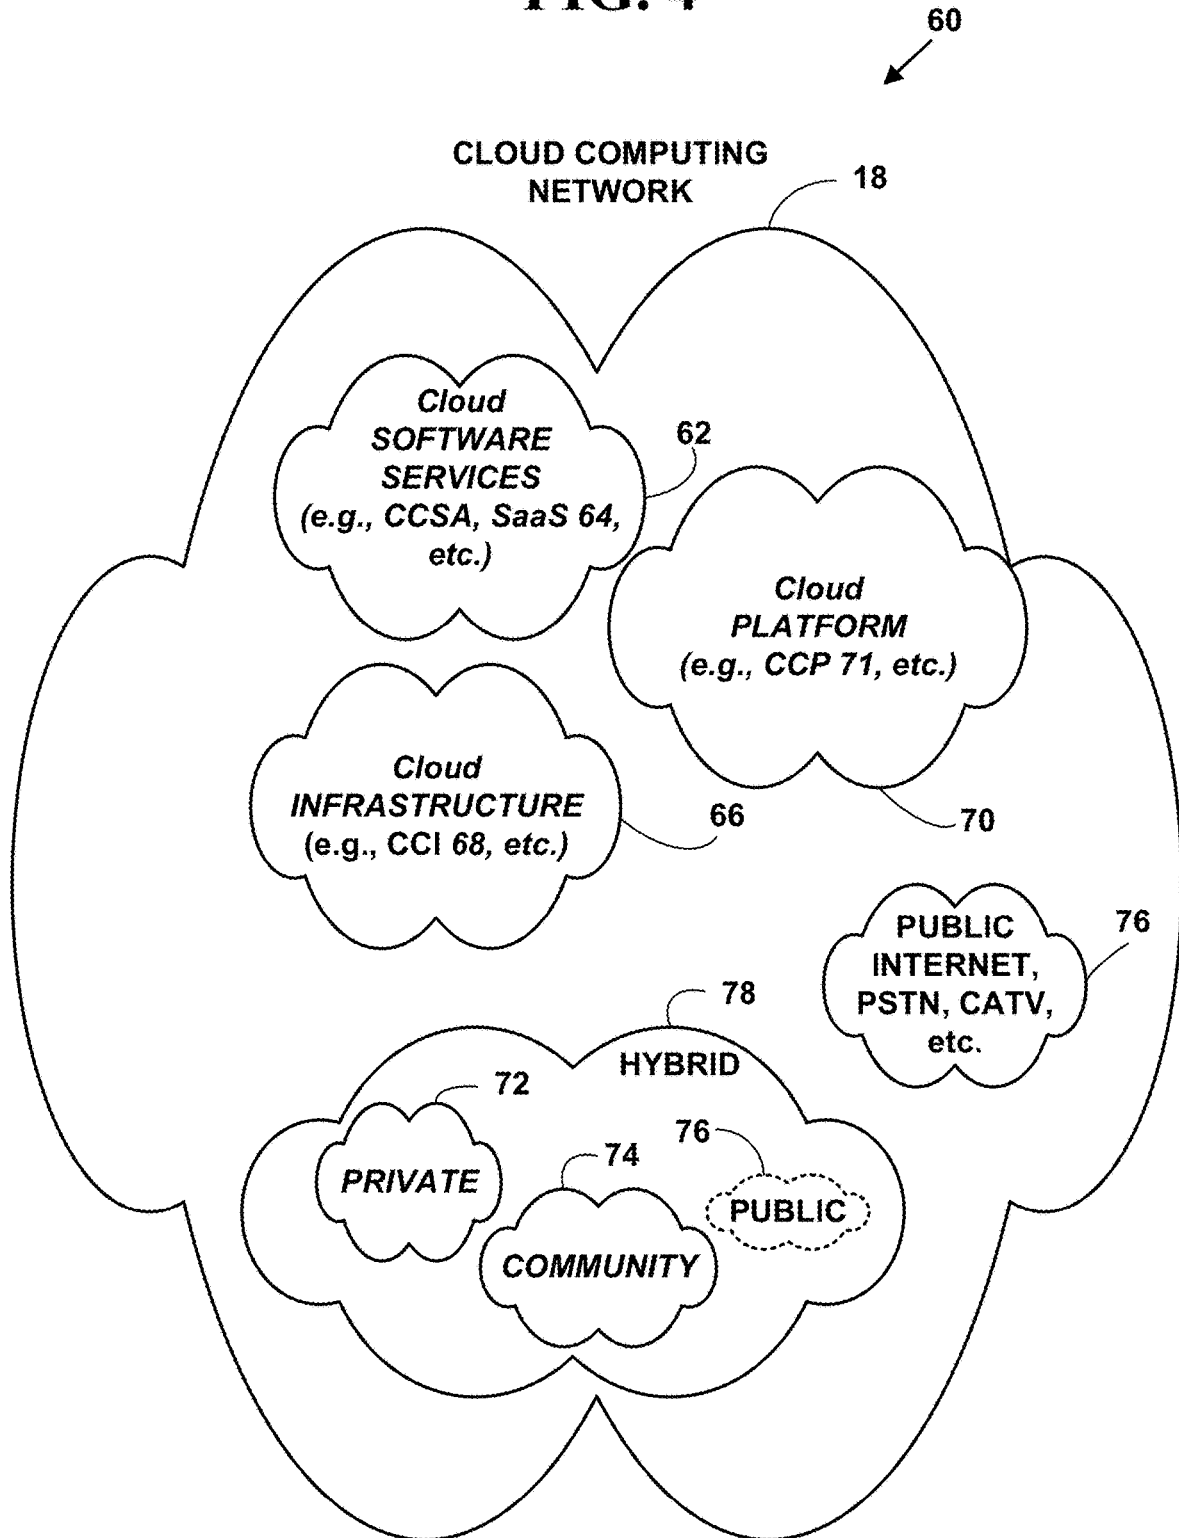 FIG. 4
60
CLOUD COMPUTING
NETWORK
18
Cloud
SOFTWARE
SERVICES
(e.g., CCSA, SaaS 64,
etc.)
62
Cloud
PLATFORM
(e.g., CCP 71, etc.)
70
Cloud
INFRASTRUCTURE
(e.g., CCI 68, etc.)
66
PUBLIC
INTERNET,
PSTN, CATV,
etc.
76
78
HYBRID
72
PRIVATE
74
COMMUNITY
76
PUBLIC